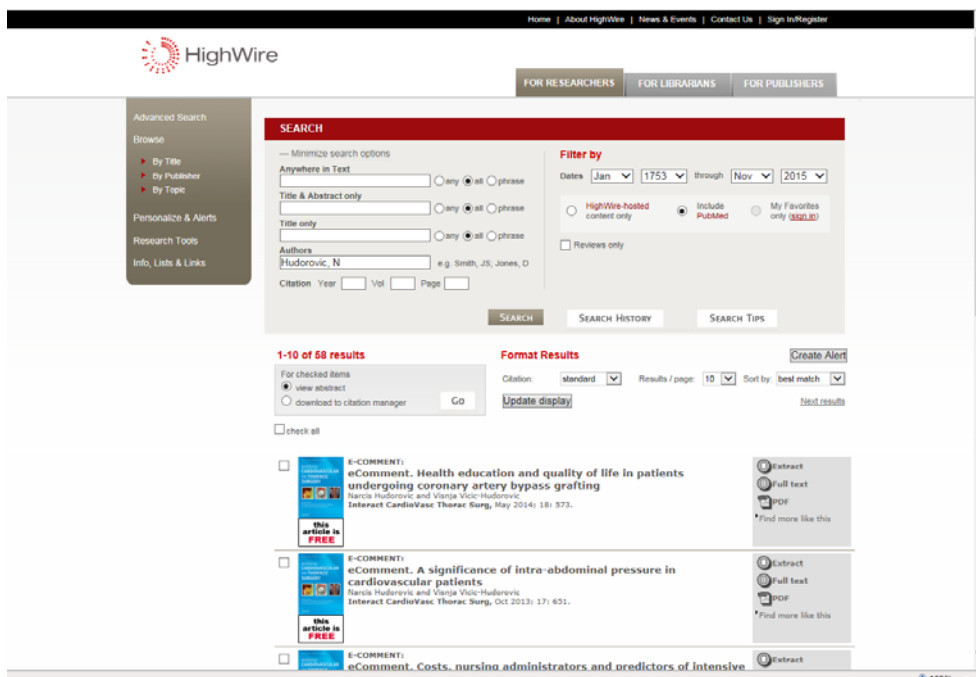 Home | About HighWire | News & Events | Contact Us | Sign In/Register
HighWire
FOR RESEARCHERS FOR LIBRARIANS FOR PUBLISHERS
Advanced Search
Browse
By Title
By Publisher
By Topic
Personalize & Alerts
Research Tools
Info, Lists & Links
SEARCH
— Minimize search options
Anywhere in Text
any all phrase
Title & Abstract only
any all phrase
Title only
any all phrase
Authors
Hudorovic, N e.g. Smith, JS; Jones, D
Citation Year Vol Page
Filter by
Dates Jan 1753 through Nov 2015
HighWire-hosted content only
Include PubMed
My Favorites only (sign in)
Reviews only
SEARCH SEARCH HISTORY SEARCH TIPS
1-10 of 58 results
For checked items
view abstract
download to citation manager Go
Format Results Create Alert
Citation: standard Results / page: 10 Sort by: best match
Update display Next results
check all
E-COMMENT:
eComment. Health education and quality of life in patients
undergoing coronary artery bypass grafting
Narcis Hudorovic and Visnja Vicic-Hudorovic
Interact CardioVasc Thorac Surg, May 2014; 18: 573.
this
article is
FREE
Extract
Full text
PDF
Find more like this
E-COMMENT:
eComment. A significance of intra-abdominal pressure in
cardiovascular patients
Narcis Hudorovic and Visnja Vicic-Hudorovic
Interact CardioVasc Thorac Surg, Oct 2013; 17: 651.
this
article is
FREE
Extract
Full text
PDF
Find more like this
E-COMMENT:
eComment. Costs, nursing administrators and predictors of intensive
Extract